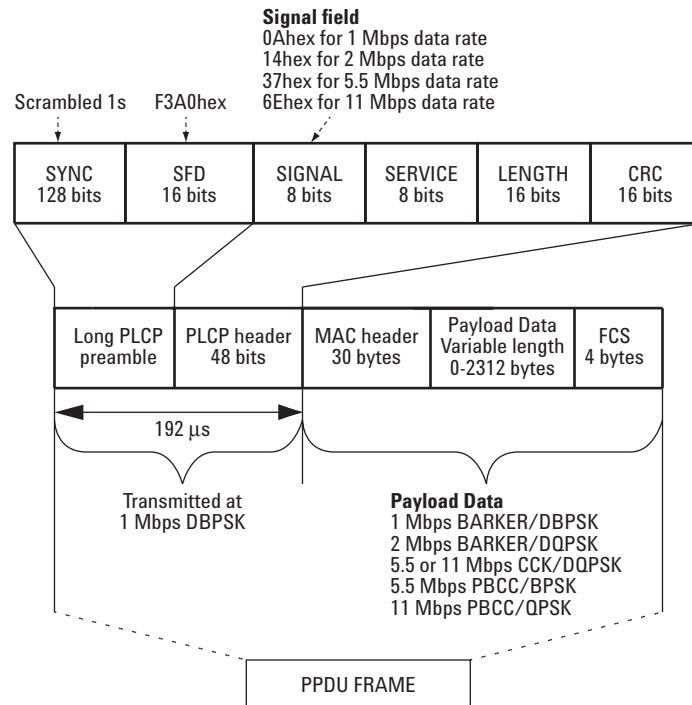 Signal field
0Ahex for 1 Mbps data rate
14hex for 2 Mbps data rate
37hex for 5.5 Mbps data rate
6Ehex for 11 Mbps data rate
Scrambled 1s
F3A0hex
SYNC
128 bits
SFD
16 bits
SIGNAL
8 bits
SERVICE
8 bits
LENGTH
16 bits
CRC
16 bits
Long PLCP
preamble
PLCP header
48 bits
MAC header
30 bytes
Payload Data
Variable length
0-2312 bytes
FCS
4 bytes
192 μs
Transmitted at
1 Mbps DBPSK
Payload Data
1 Mbps BARKER/DBPSK
2 Mbps BARKER/DQPSK
5.5 or 11 Mbps CCK/DQPSK
5.5 Mbps PBCC/BPSK
11 Mbps PBCC/QPSK
PPDU FRAME